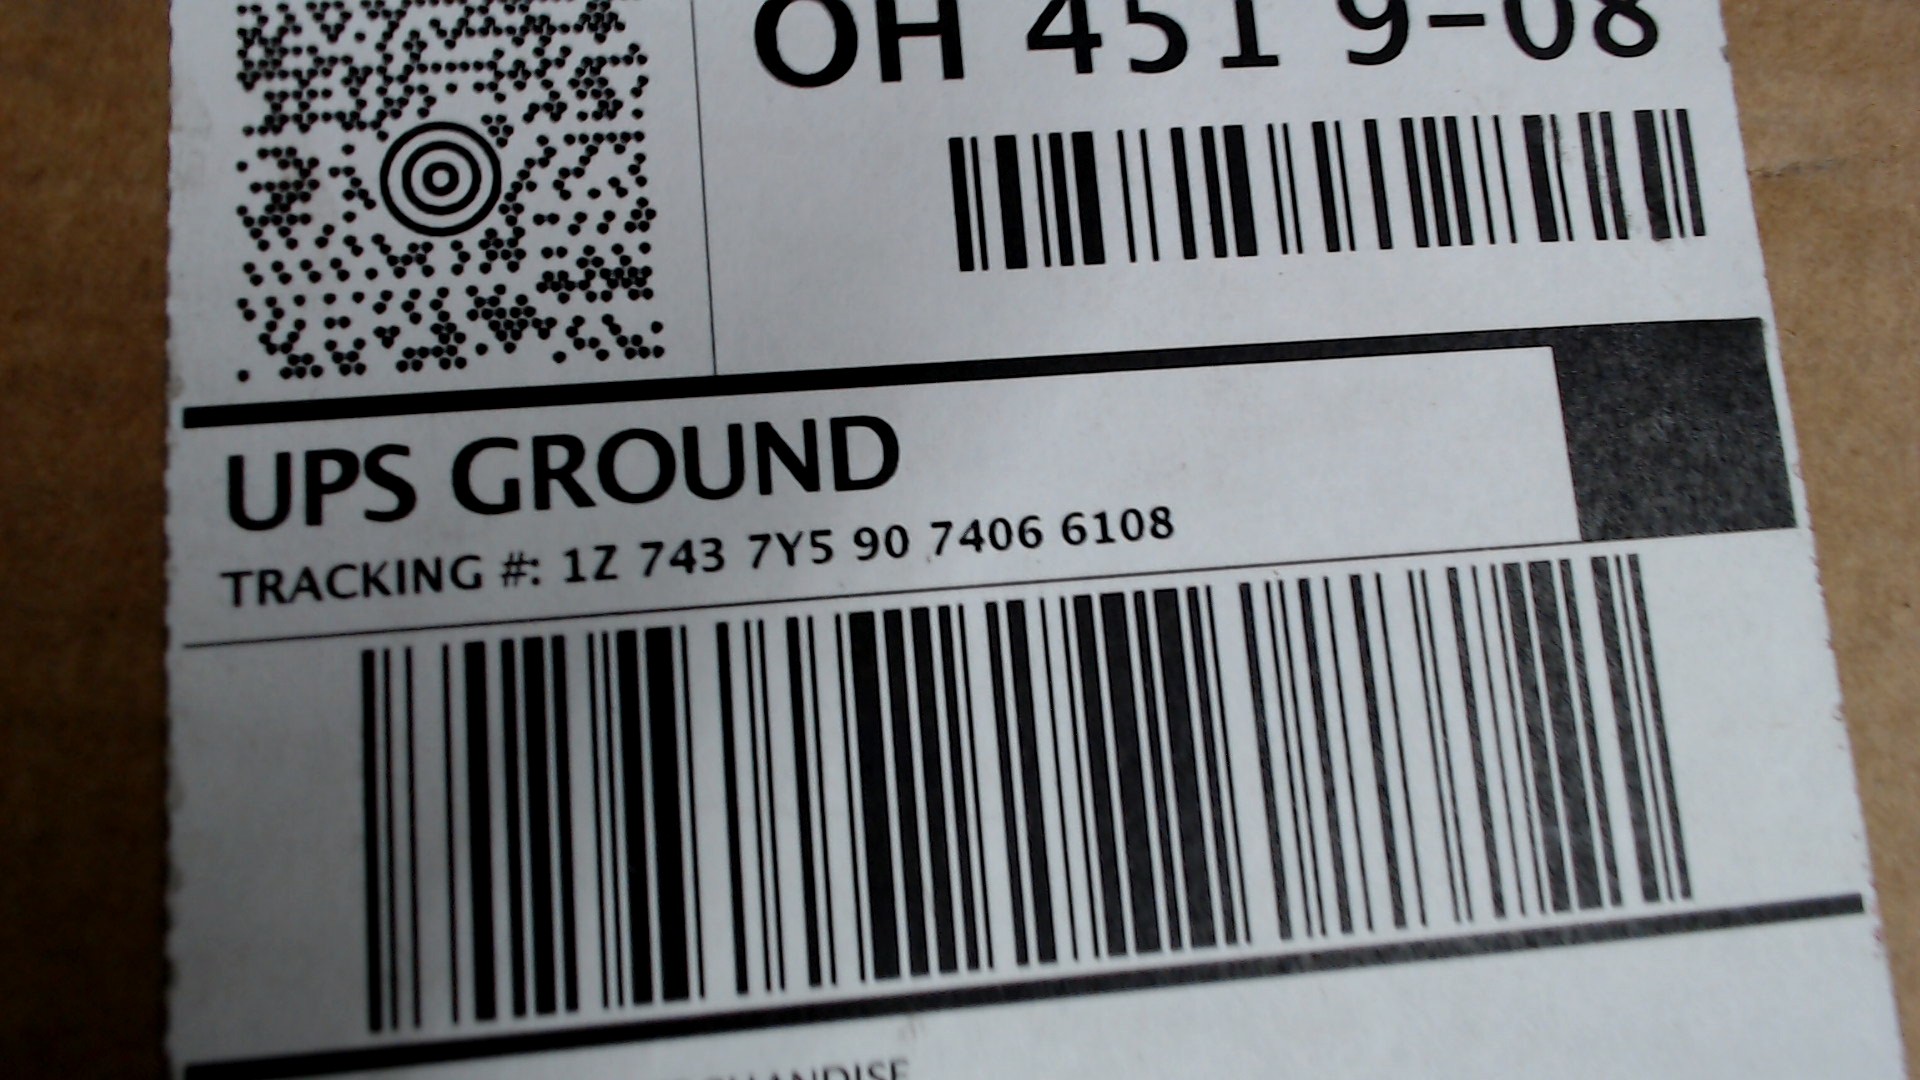 OH 451 9-08
UPS GROUND
TRACKING #: 1Z 743 7Y5 90 7406 6108